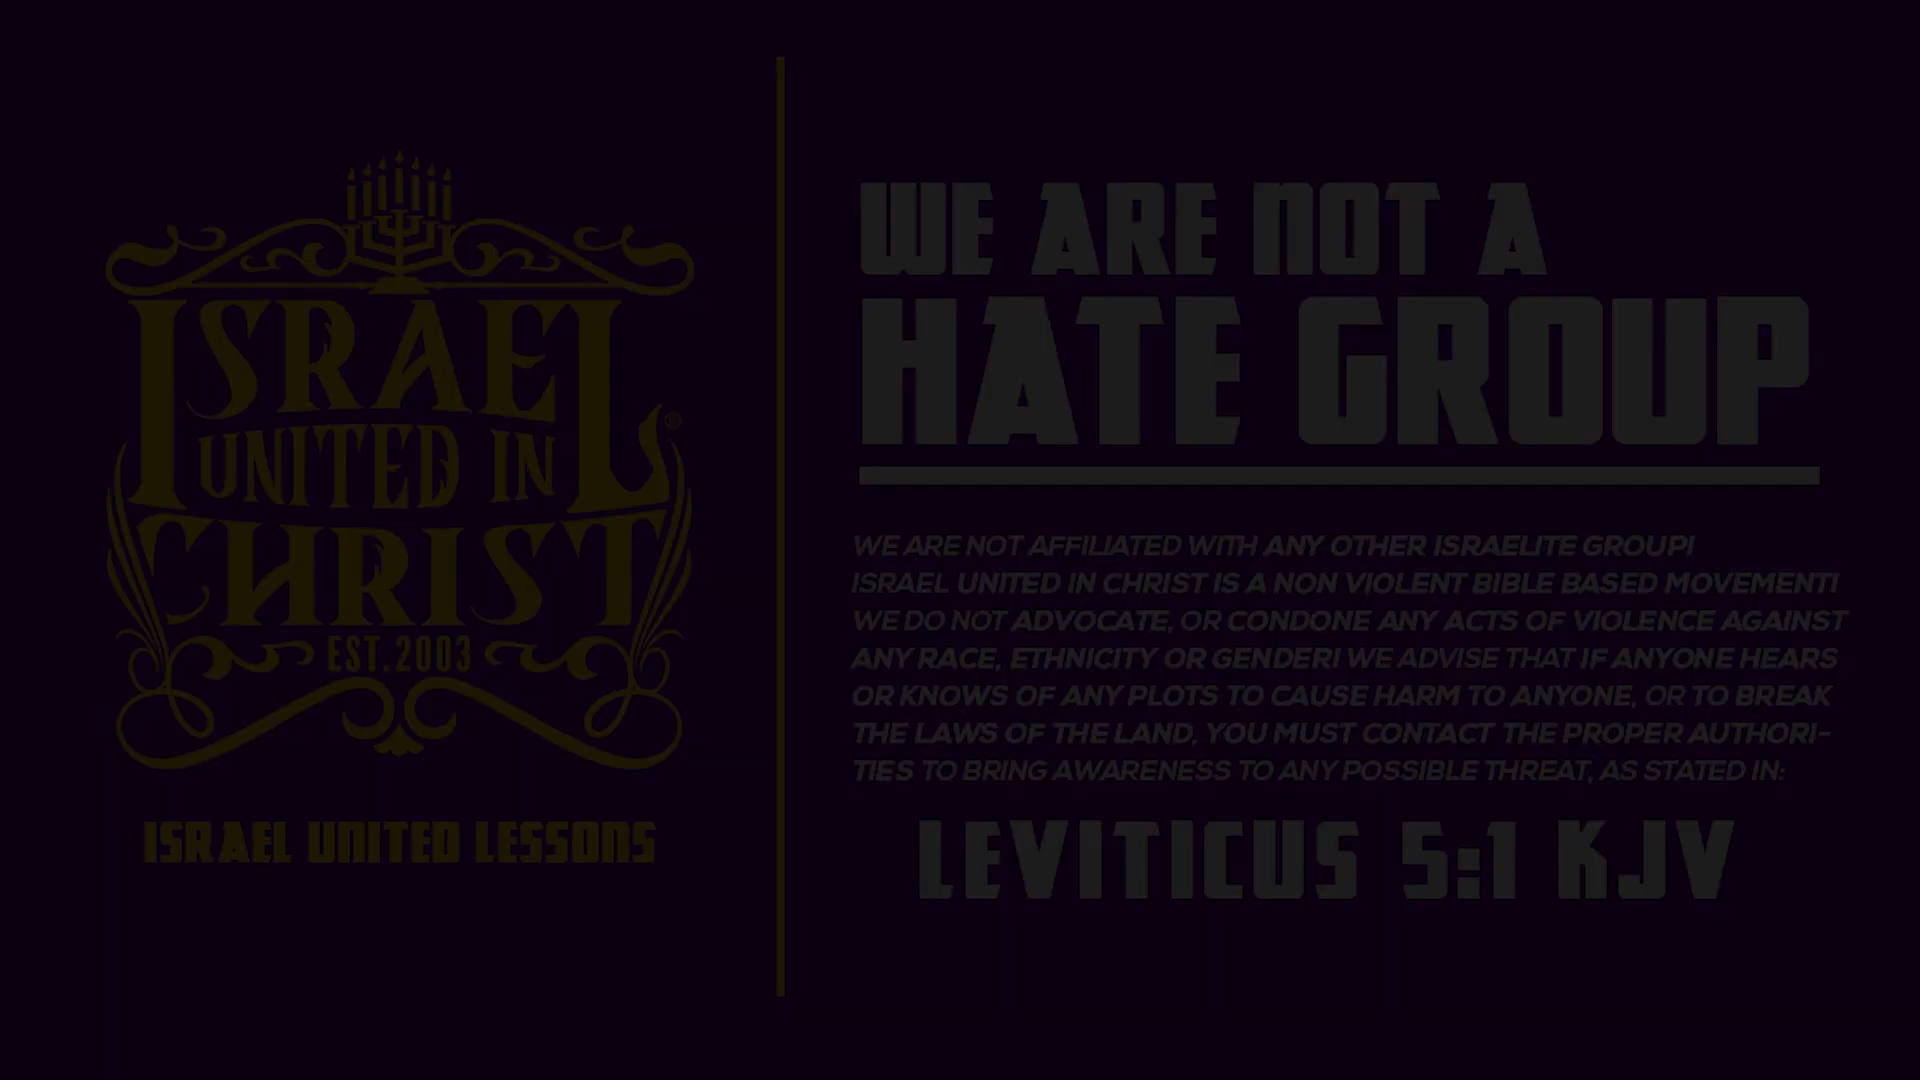 ISRAEL
UNITED IN
CHRIST
®
EST.2003
ISRAEL UNITED LESSONS
WE ARE NOT A
HATE GROUP
WE ARE NOT AFFILIATED WITH ANY OTHER ISRAELITE GROUP!
ISRAEL UNITED IN CHRIST IS A NON VIOLENT BIBLE BASED MOVEMENT!
WE DO NOT ADVOCATE, OR CONDONE ANY ACTS OF VIOLENCE AGAINST
ANY RACE, ETHNICITY OR GENDER! WE ADVISE THAT IF ANYONE HEARS
OR KNOWS OF ANY PLOTS TO CAUSE HARM TO ANYONE, OR TO BREAK
THE LAWS OF THE LAND, YOU MUST CONTACT THE PROPER AUTHORI-
TIES TO BRING AWARENESS TO ANY POSSIBLE THREAT, AS STATED IN:
LEVITICUS 5:1 KJV